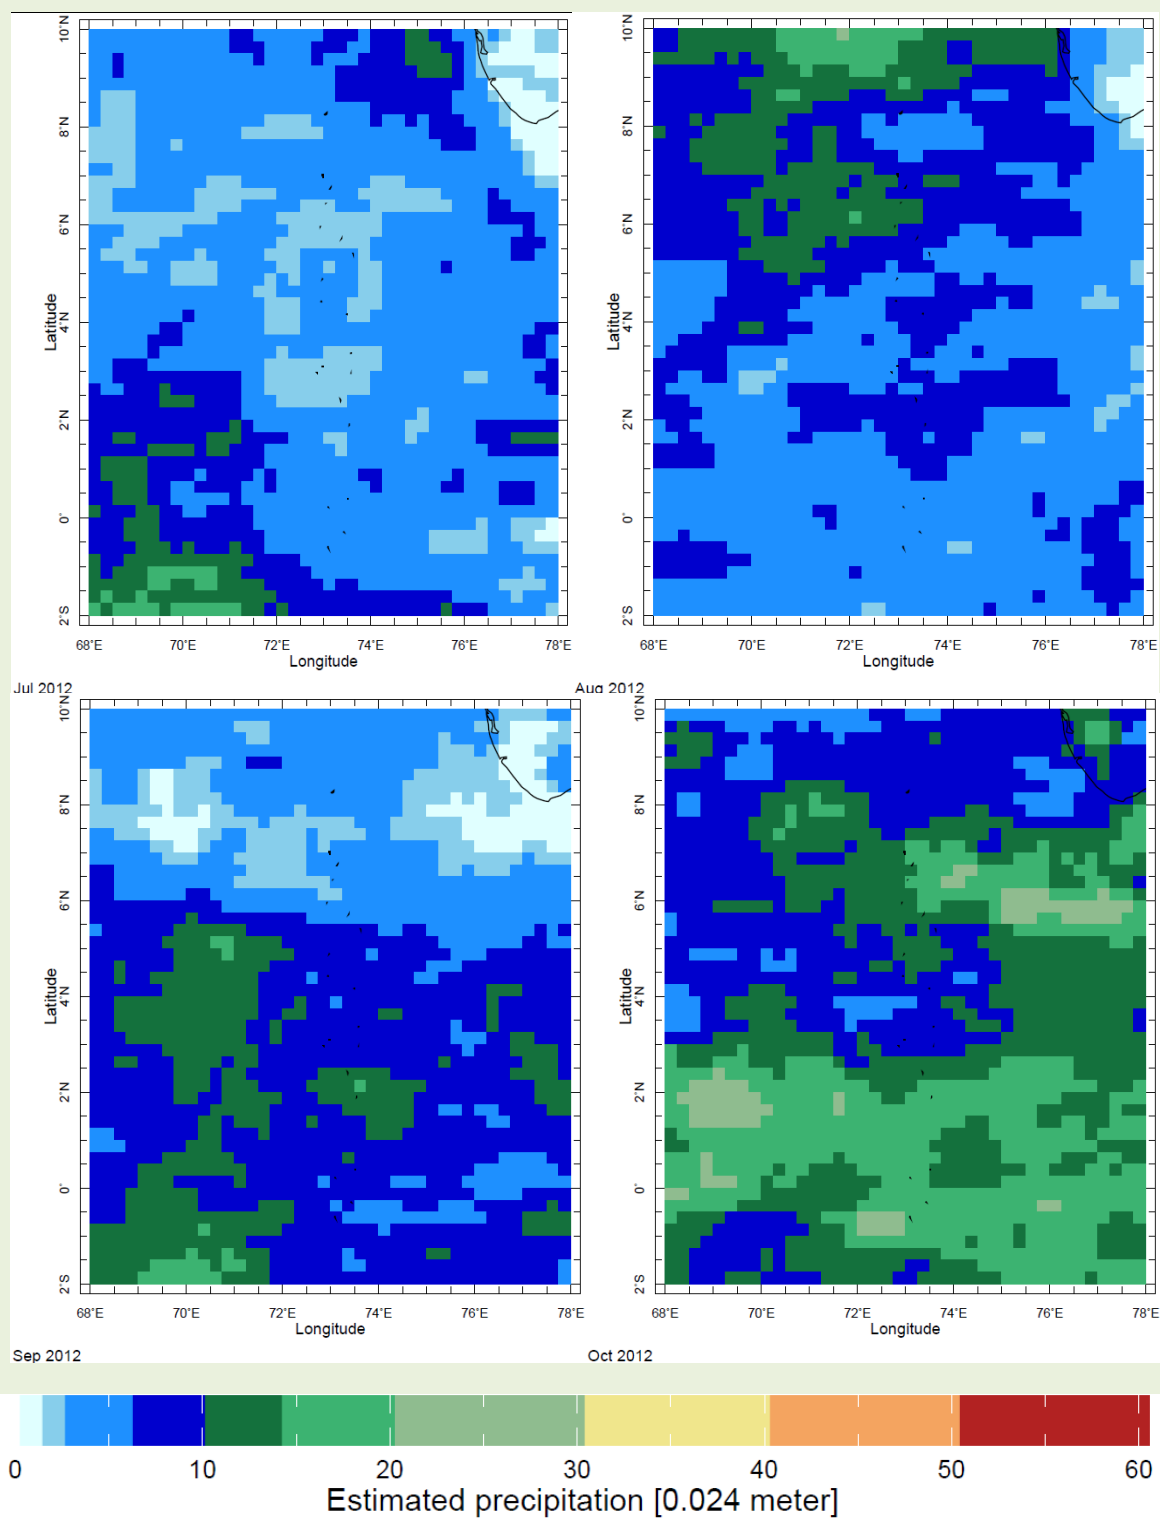 10°N
8°N
6°N
4°N
2°N
0°
2°S
Latitude
68°E 70°E 72°E 74°E 76°E 78°E
Longitude
Jul 2012
10°N
8°N
6°N
4°N
2°N
0°
2°S
Latitude
68°E 70°E 72°E 74°E 76°E 78°E
Longitude
Aug 2012
10°N
8°N
6°N
4°N
2°N
0°
2°S
Latitude
68°E 70°E 72°E 74°E 76°E 78°E
Longitude
Sep 2012
10°N
8°N
6°N
4°N
2°N
0°
2°S
Latitude
68°E 70°E 72°E 74°E 76°E 78°E
Longitude
Oct 2012
0 10 20 30 40 50 60
Estimated precipitation [0.024 meter]